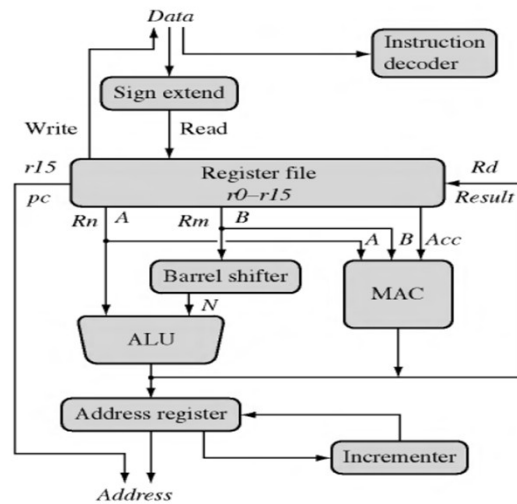 Data
Instruction
decoder
Sign extend
Write
Read
r15
Register file
Rd
pc
r0–r15
Result
Rn
A
Rm
B
A
B
Acc
Barrel shifter
MAC
N
ALU
Address register
Incrementer
Address